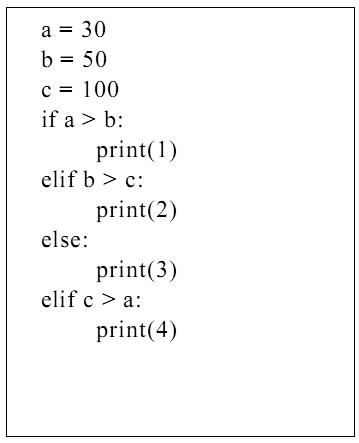 a = 30
b = 50
c = 100
if a > b:
        print(1)
elif b > c:
        print(2)
else:
        print(3)
elif c > a:
        print(4)